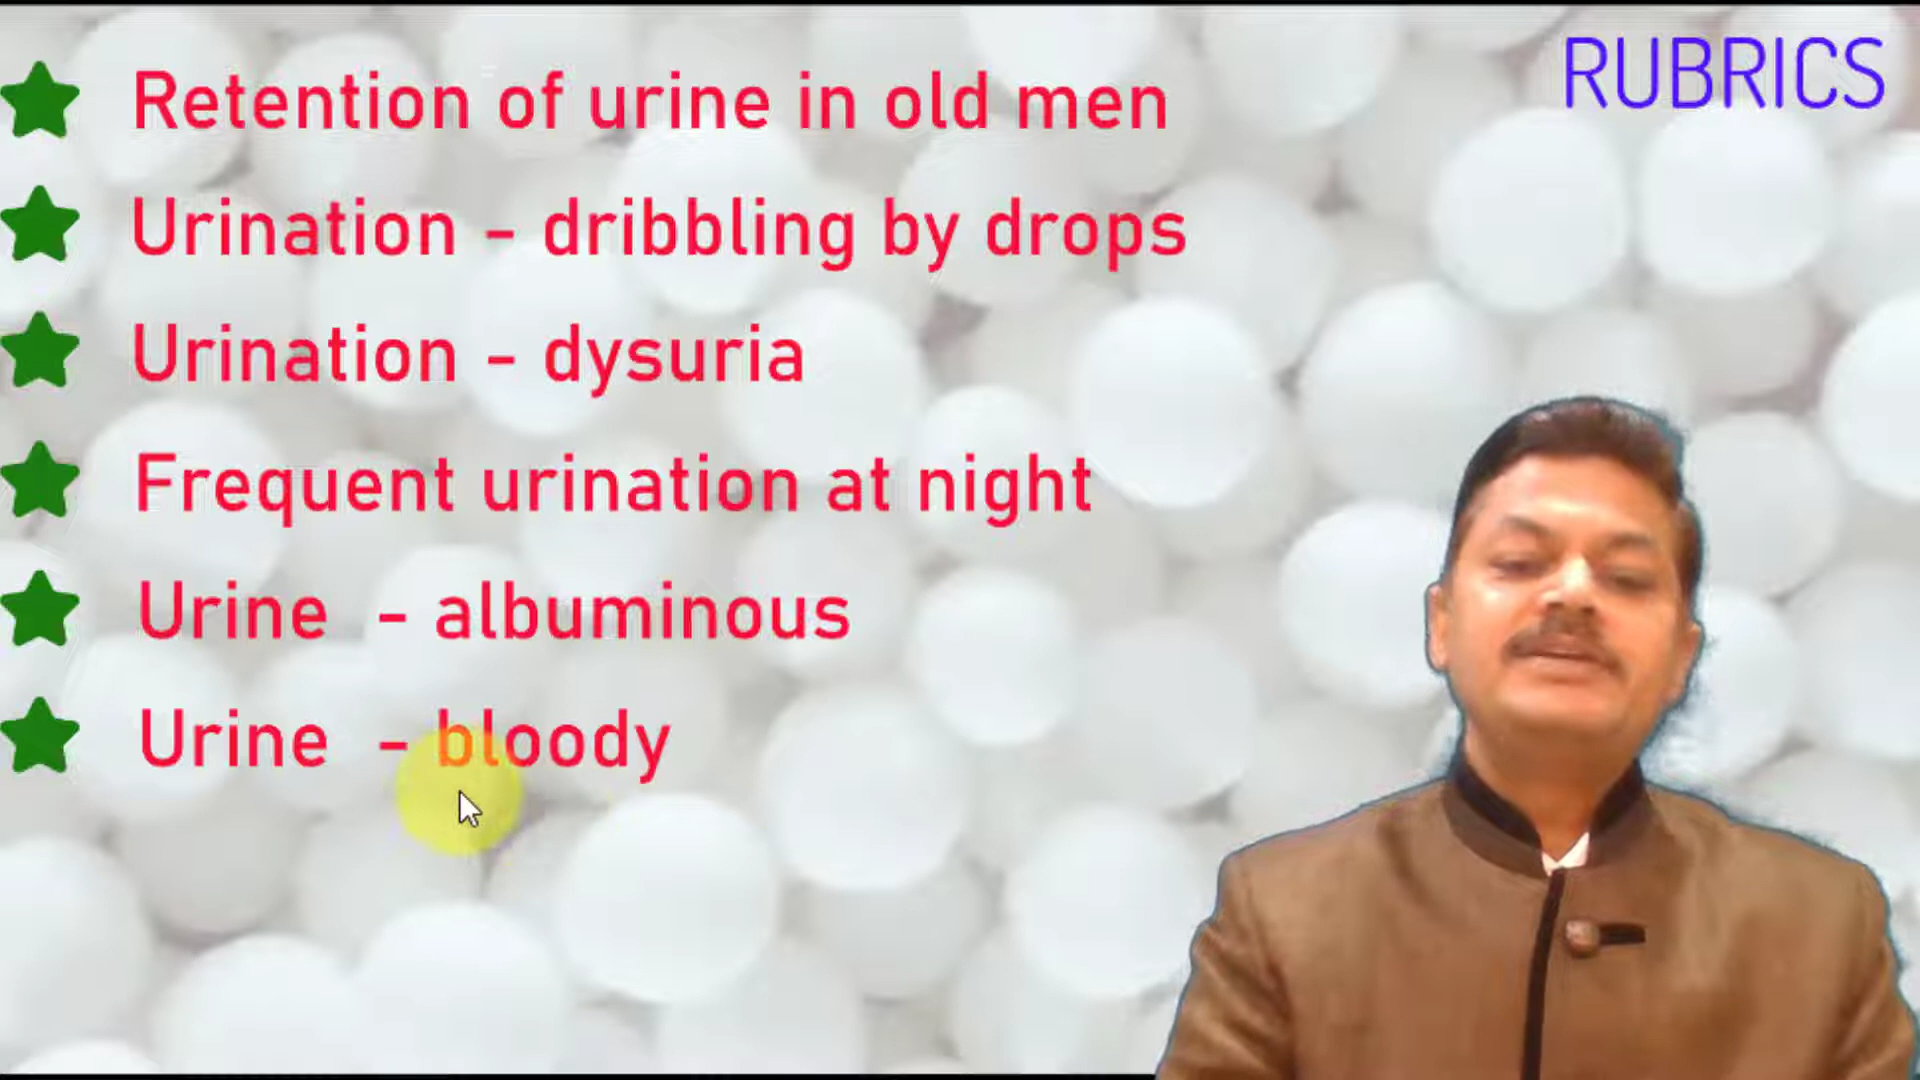 RUBRICS
Retention of urine in old men
Urination - dribbling by drops
Urination - dysuria
Frequent urination at night
Urine - albuminous
Urine - bloody